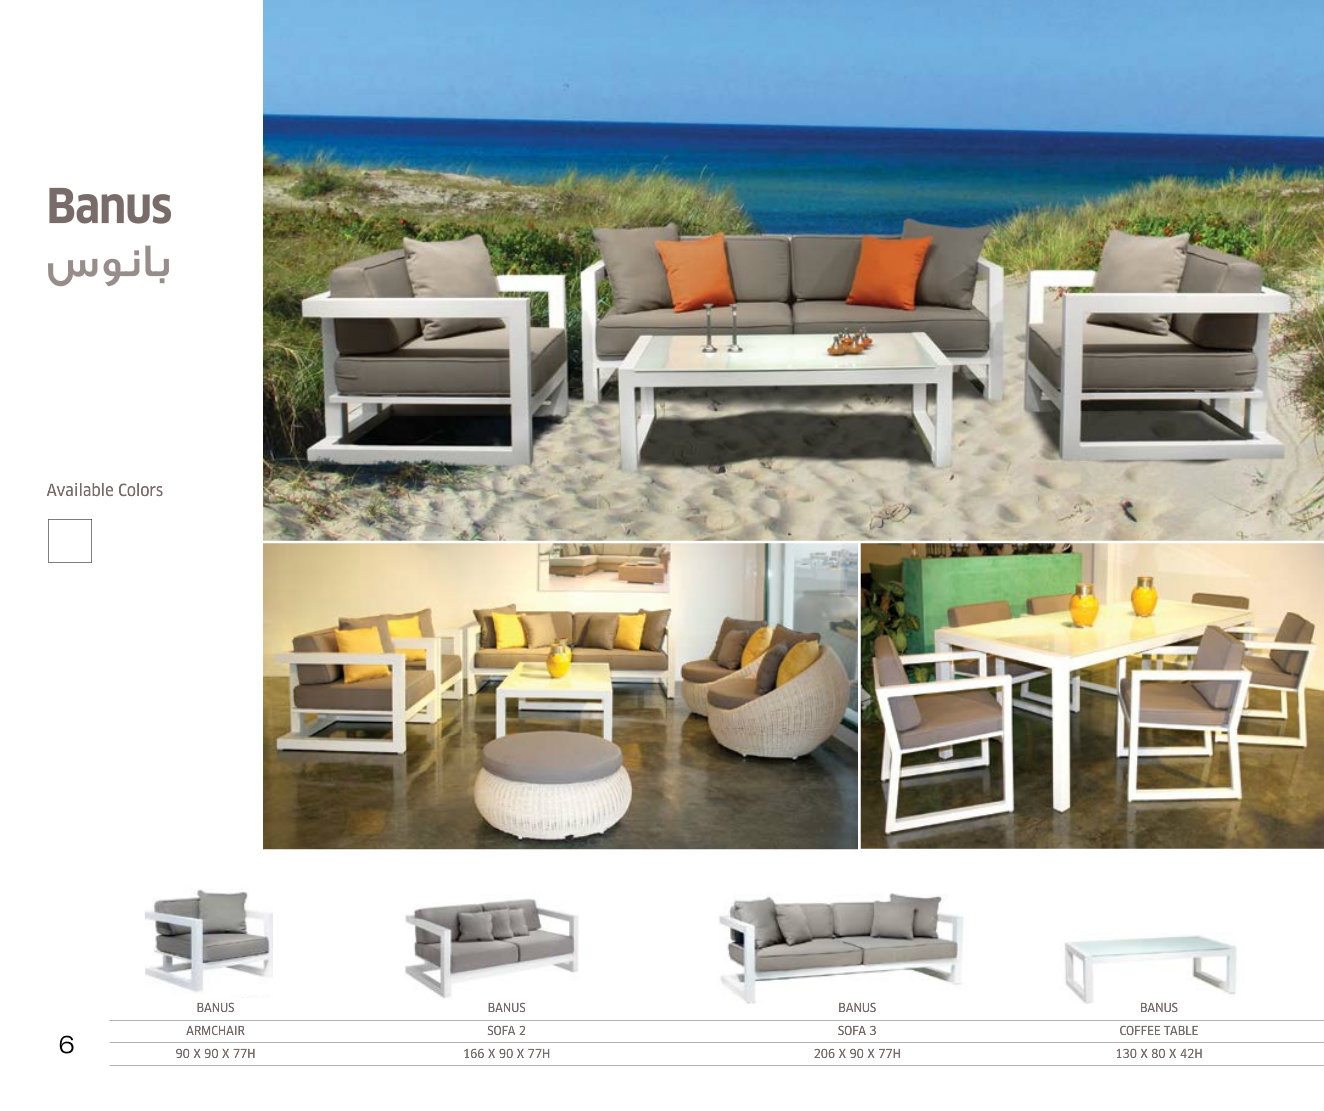 Banus
بانوس
Available Colors
BANUS BANUS BANUS BANUS
ARMCHAIR SOFA 2 SOFA 3 COFFEE TABLE
90 X 90 X 77H 166 X 90 X 77H 206 X 90 X 77H 130 X 80 X 42H
6